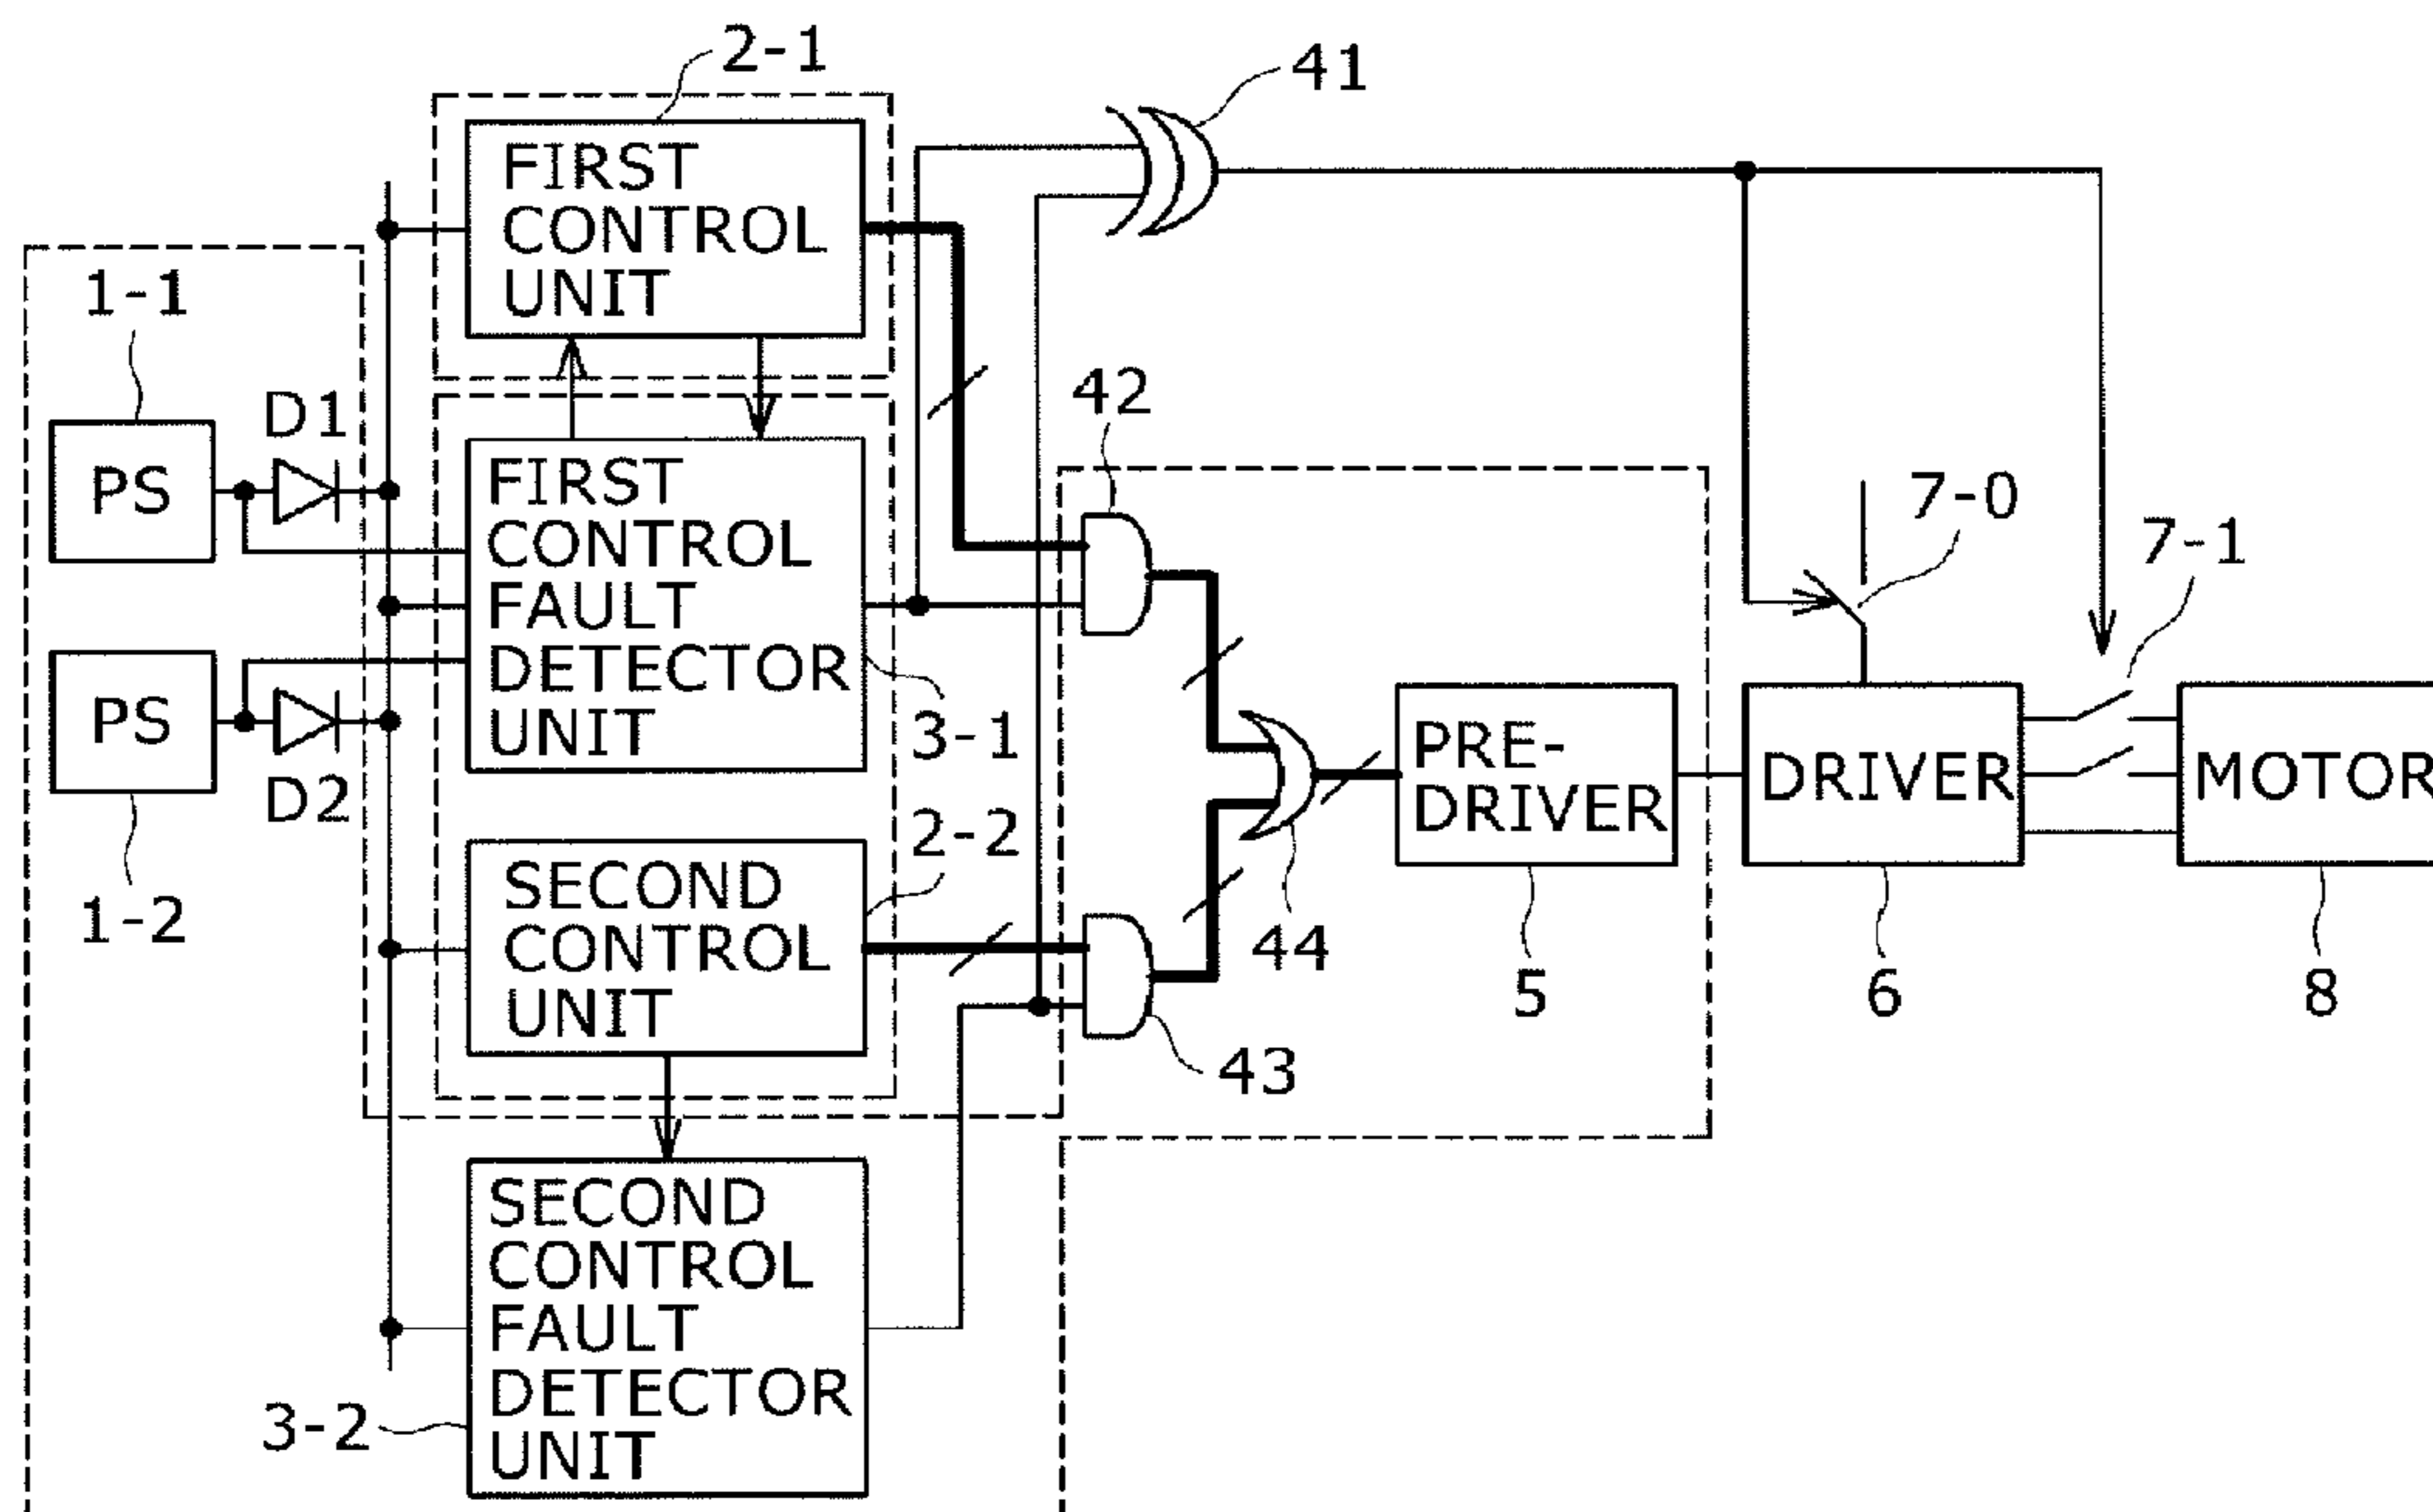 2-1
41
FIRST
CONTROL
UNIT
1-1
D1
PS
42
FIRST
CONTROL
FAULT
DETECTOR
UNIT
3-1
7-0
7-1
PS
D2
1-2
PRE-
DRIVER
DRIVER
MOTOR
2-2
SECOND
CONTROL
UNIT
44
5
6
8
43
SECOND
CONTROL
FAULT
DETECTOR
UNIT
3-2